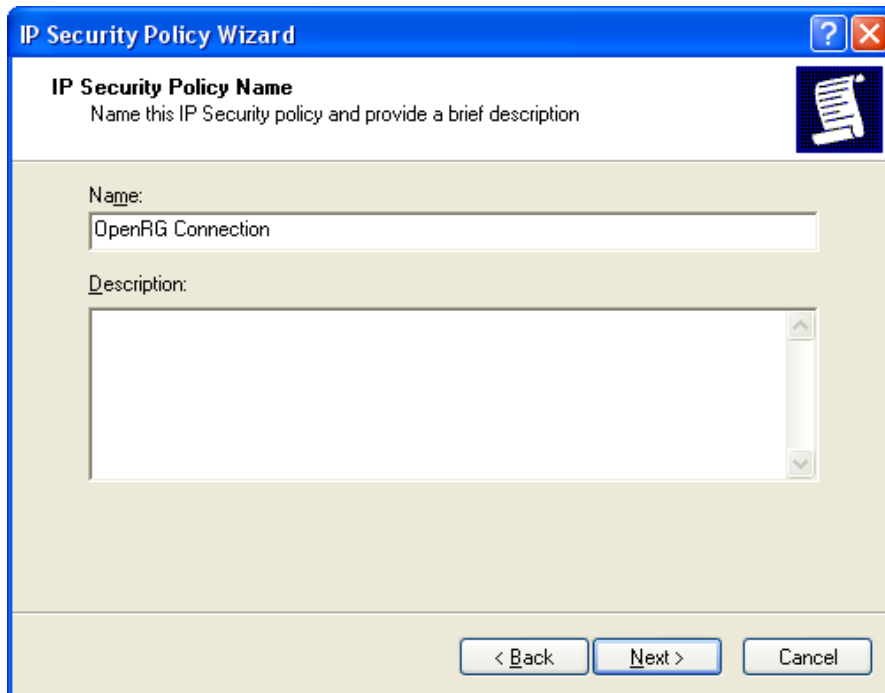 IP Security Policy Wizard
IP Security Policy Name
Name this IP Security policy and provide a brief description
Name:
OpenRG Connection
Description:
< Back
Next >
Cancel